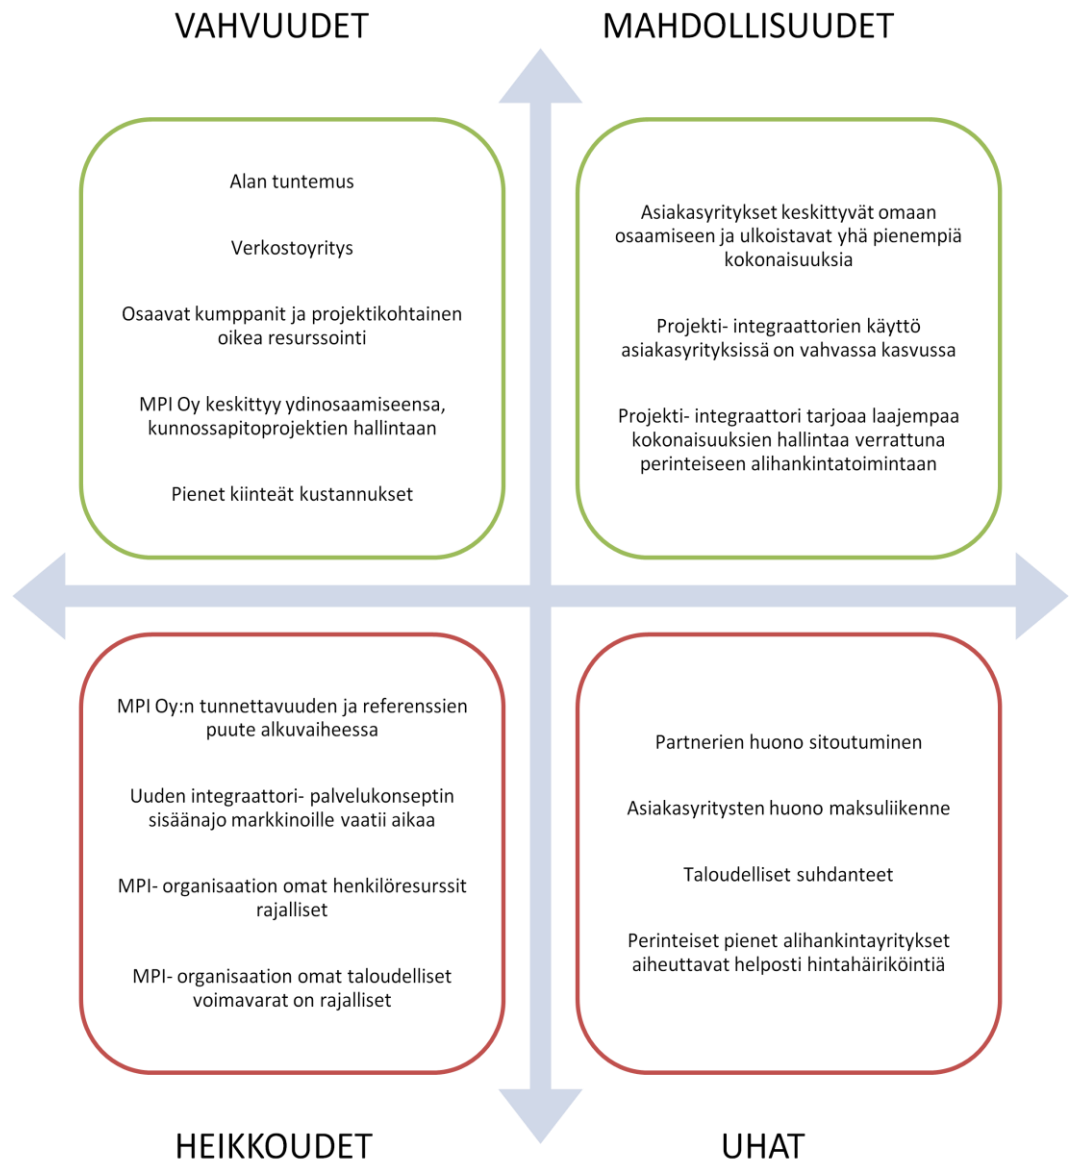 VAHVUUDET
MAHDOLLISUUDET
Alan tuntemus
Verkostoyritys
Osaavat kumppanit ja projektikohtainen
oikea resurssointi
MPI Oy keskittyy ydinosaamiseensa,
kunnossapitoprojektien hallintaan
Pienet kiinteät kustannukset
Asiakasyritykset keskittyvät omaan
osaamiseen ja ulkoistavat yhä pienempiä
kokonaisuuksia
Projekti- integraattorien käyttö
asiakasyrityksissä on vahvassa kasvussa
Projekti- integraattori tarjoaa laajempaa
kokonaisuuksien hallintaa verrattuna
perinteiseen alihankintatoimintaan
MPI Oy:n tunnettavuuden ja referenssien
puute alkuvaiheessa
Uuden integraattori- palvelukonseptin
sisäänajo markkinoille vaatii aikaa
MPI- organisaation omat henkilöresurssit
rajalliset
MPI- organisaation omat taloudelliset
voimavarat on rajalliset
Partnerien huono sitoutuminen
Asiakasyritysten huono maksuliikenne
Taloudelliset suhdanteet
Perinteiset pienet alihankintayritykset
aiheuttavat helposti hintahäiriköintiä
HEIKKOUDET
UHAT